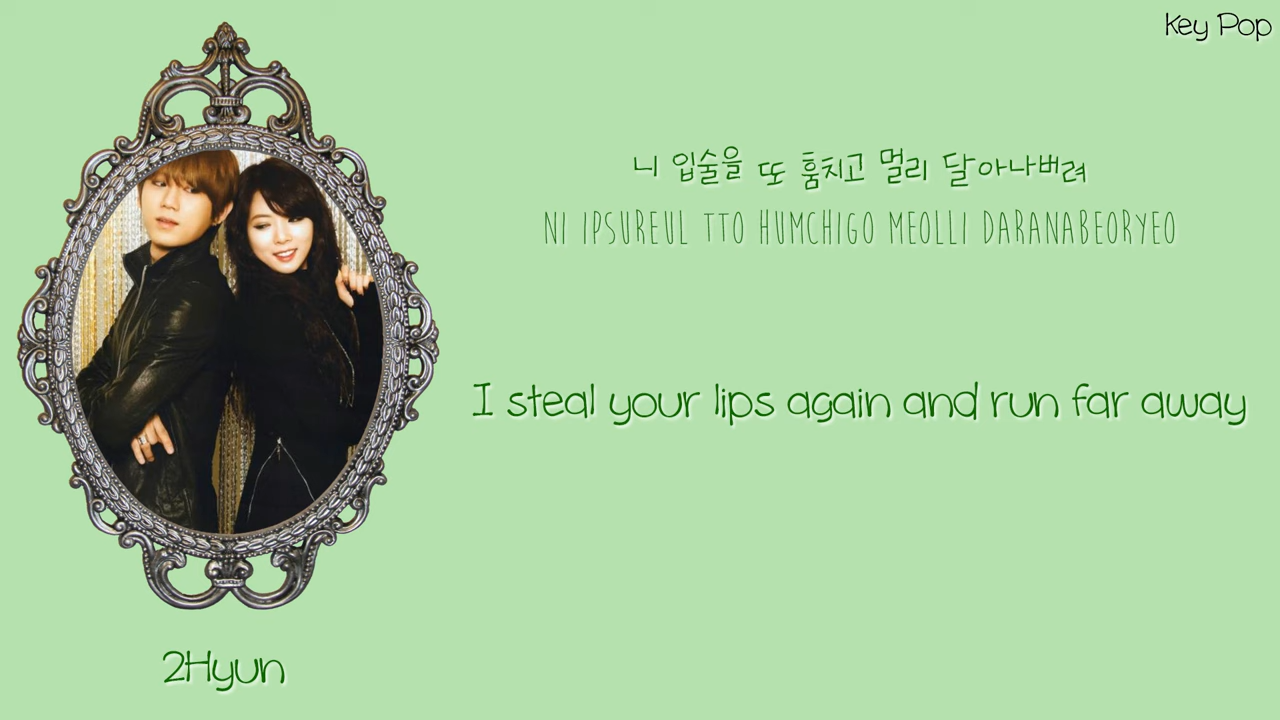 Key Pop
니 입술을 또 훔치고 멀리 달아나버려
NI IPSUREUL TTO HUMCHIGO MEOLLI DARANABEORYEO
I steal your lips again and run far away
2Hyun